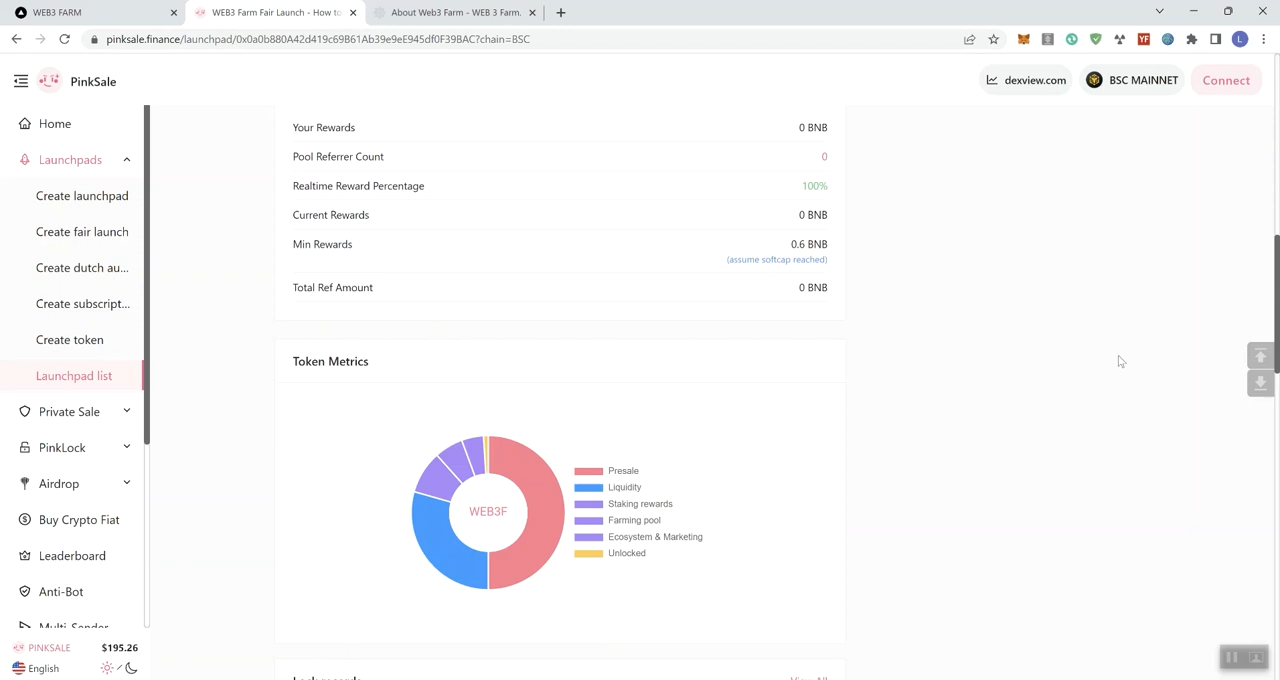 WEB3 FARM
WEB3 Farm Fair Launch - How to
About Web3 Farm - WEB 3 Farm.
pinksale.finance/launchpad/0x0a0b880A42d419c69B61Ab39e9eE945df0F39BAC?chain=BSC
PinkSale
dexview.com
BSC MAINNET
Connect
Home
Launchpads
Create launchpad
Create fair launch
Create dutch au...
Create subscript...
Create token
Launchpad list
Private Sale
PinkLock
Airdrop
Buy Crypto Fiat
Leaderboard
Anti-Bot
Multi-Sender
PINKSALE $195.26
English
Your Rewards 0 BNB
Pool Referrer Count 0
Realtime Reward Percentage 100%
Current Rewards 0 BNB
Min Rewards 0.6 BNB
(assume softcap reached)
Total Ref Amount 0 BNB
Token Metrics
WEB3F
Presale
Liquidity
Staking rewards
Farming pool
Ecosystem & Marketing
Unlocked